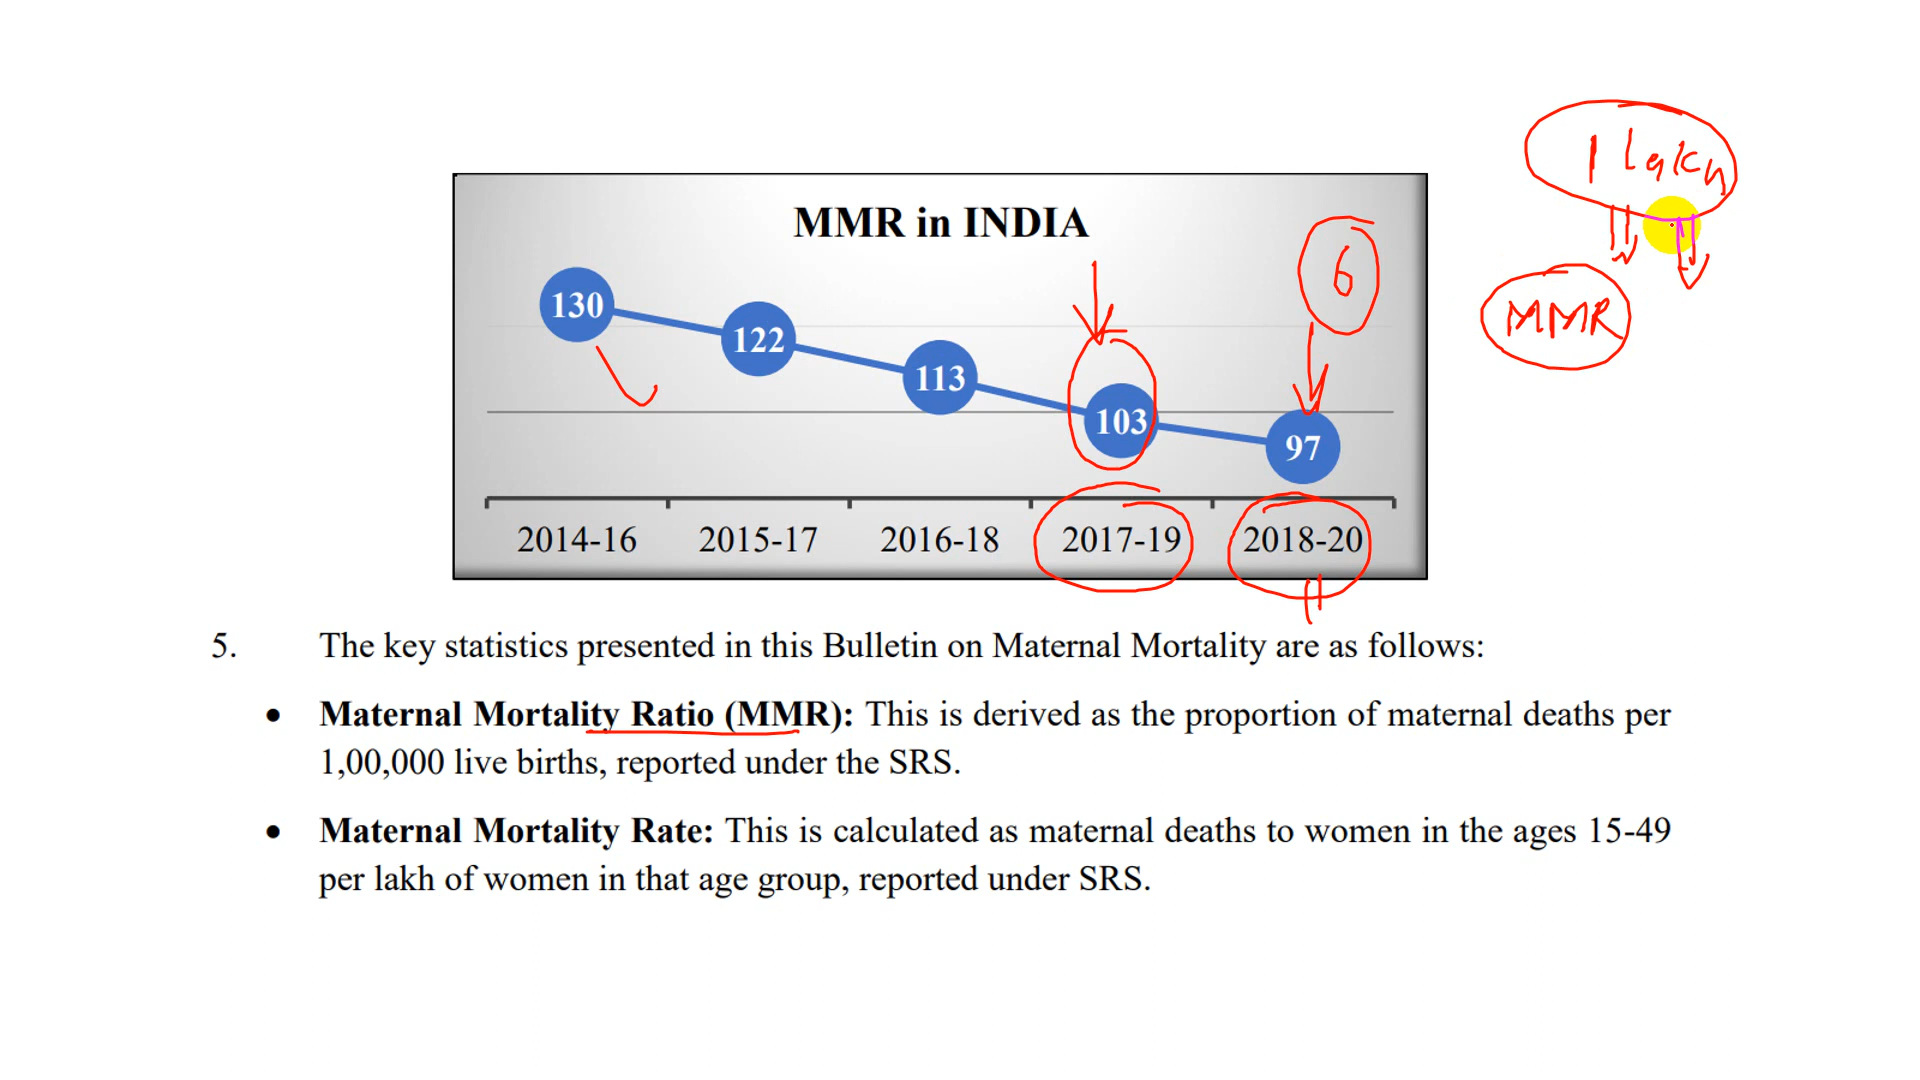 1 lakh
MMR in INDIA
6
MMR
130
122
113
103
97
2014-16 2015-17 2016-18 2017-19 2018-20
5. The key statistics presented in this Bulletin on Maternal Mortality are as follows:
• Maternal Mortality Ratio (MMR): This is derived as the proportion of maternal deaths per
1,00,000 live births, reported under the SRS.
• Maternal Mortality Rate: This is calculated as maternal deaths to women in the ages 15-49
per lakh of women in that age group, reported under SRS.